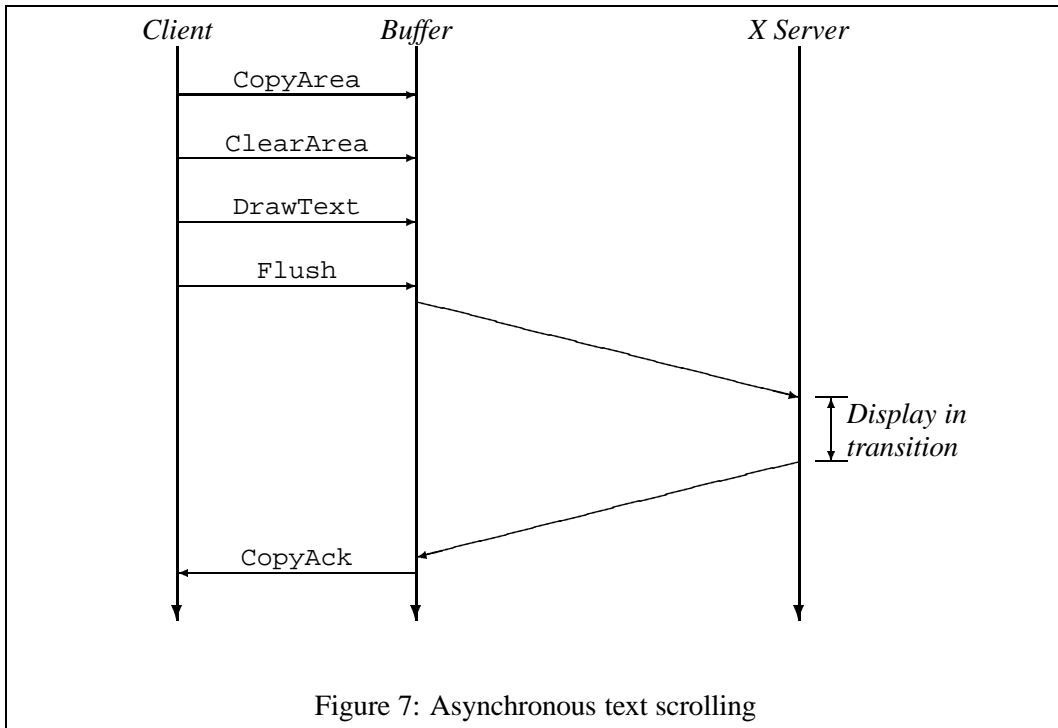 Client Buffer X Server
CopyArea
ClearArea
DrawText
Flush
Display in
transition
CopyAck
Figure 7: Asynchronous text scrolling